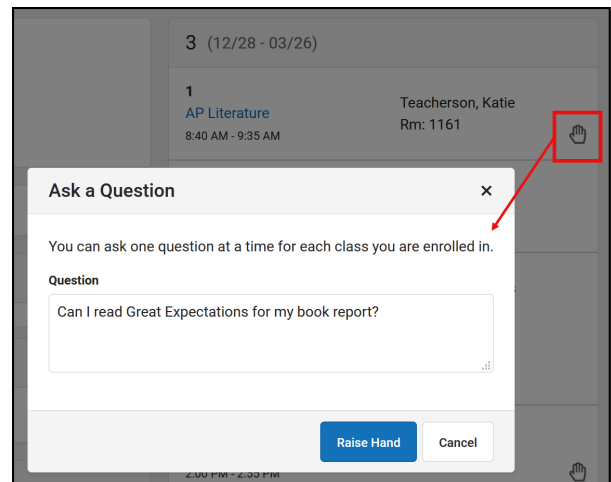 3 (12/28 - 03/26)
1
AP Literature
8:40 AM - 9:35 AM
Teacherson, Katie
Rm: 1161
Ask a Question
×
You can ask one question at a time for each class you are enrolled in.
Question
Can I read Great Expectations for my book report?
Raise Hand
Cancel
2:00 PM - 2:55 PM